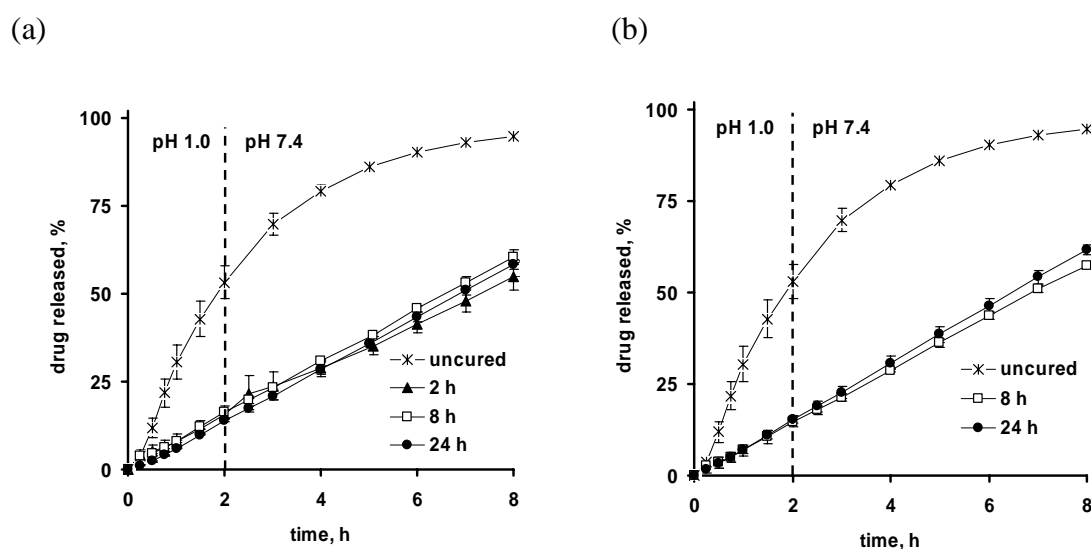 (a)
(b)
100
75
50
25
0
drug released, %
pH 1.0
pH 7.4
uncured
2 h
8 h
24 h
0
2
4
6
8
time, h
100
75
50
25
0
drug released, %
pH 1.0
pH 7.4
uncured
8 h
24 h
0
2
4
6
8
time, h